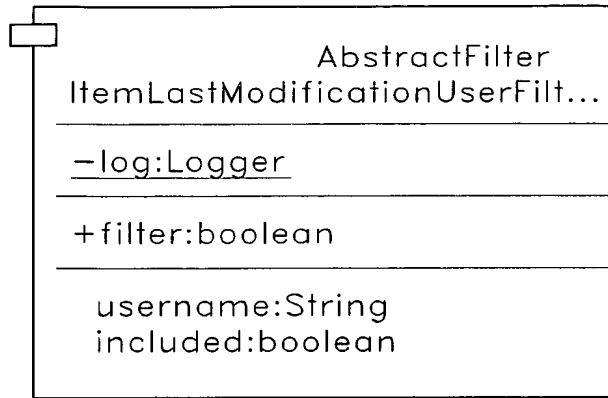 AbstractFilter
ItemLastModificationUserFilt...
-log:Logger
+filter:boolean
username:String
included:boolean